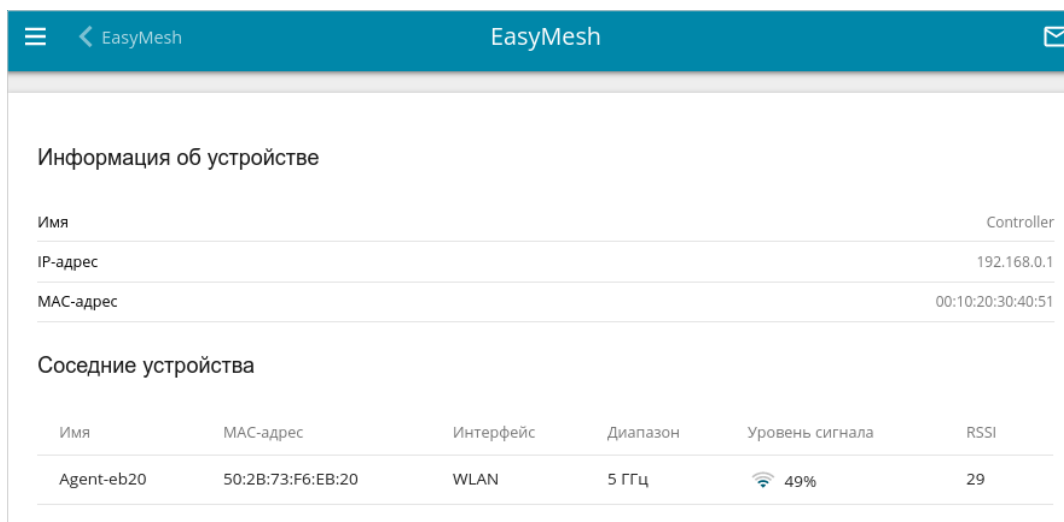 EasyMesh EasyMesh
Информация об устройстве
Имя Controller
IP-адрес 192.168.0.1
MAC-адрес 00:10:20:30:40:51
Соседние устройства
Имя MAC-адрес Интерфейс Диапазон Уровень сигнала RSSI
Agent-eb20 50:2B:73:F6:EB:20 WLAN 5 ГГц 49% 29